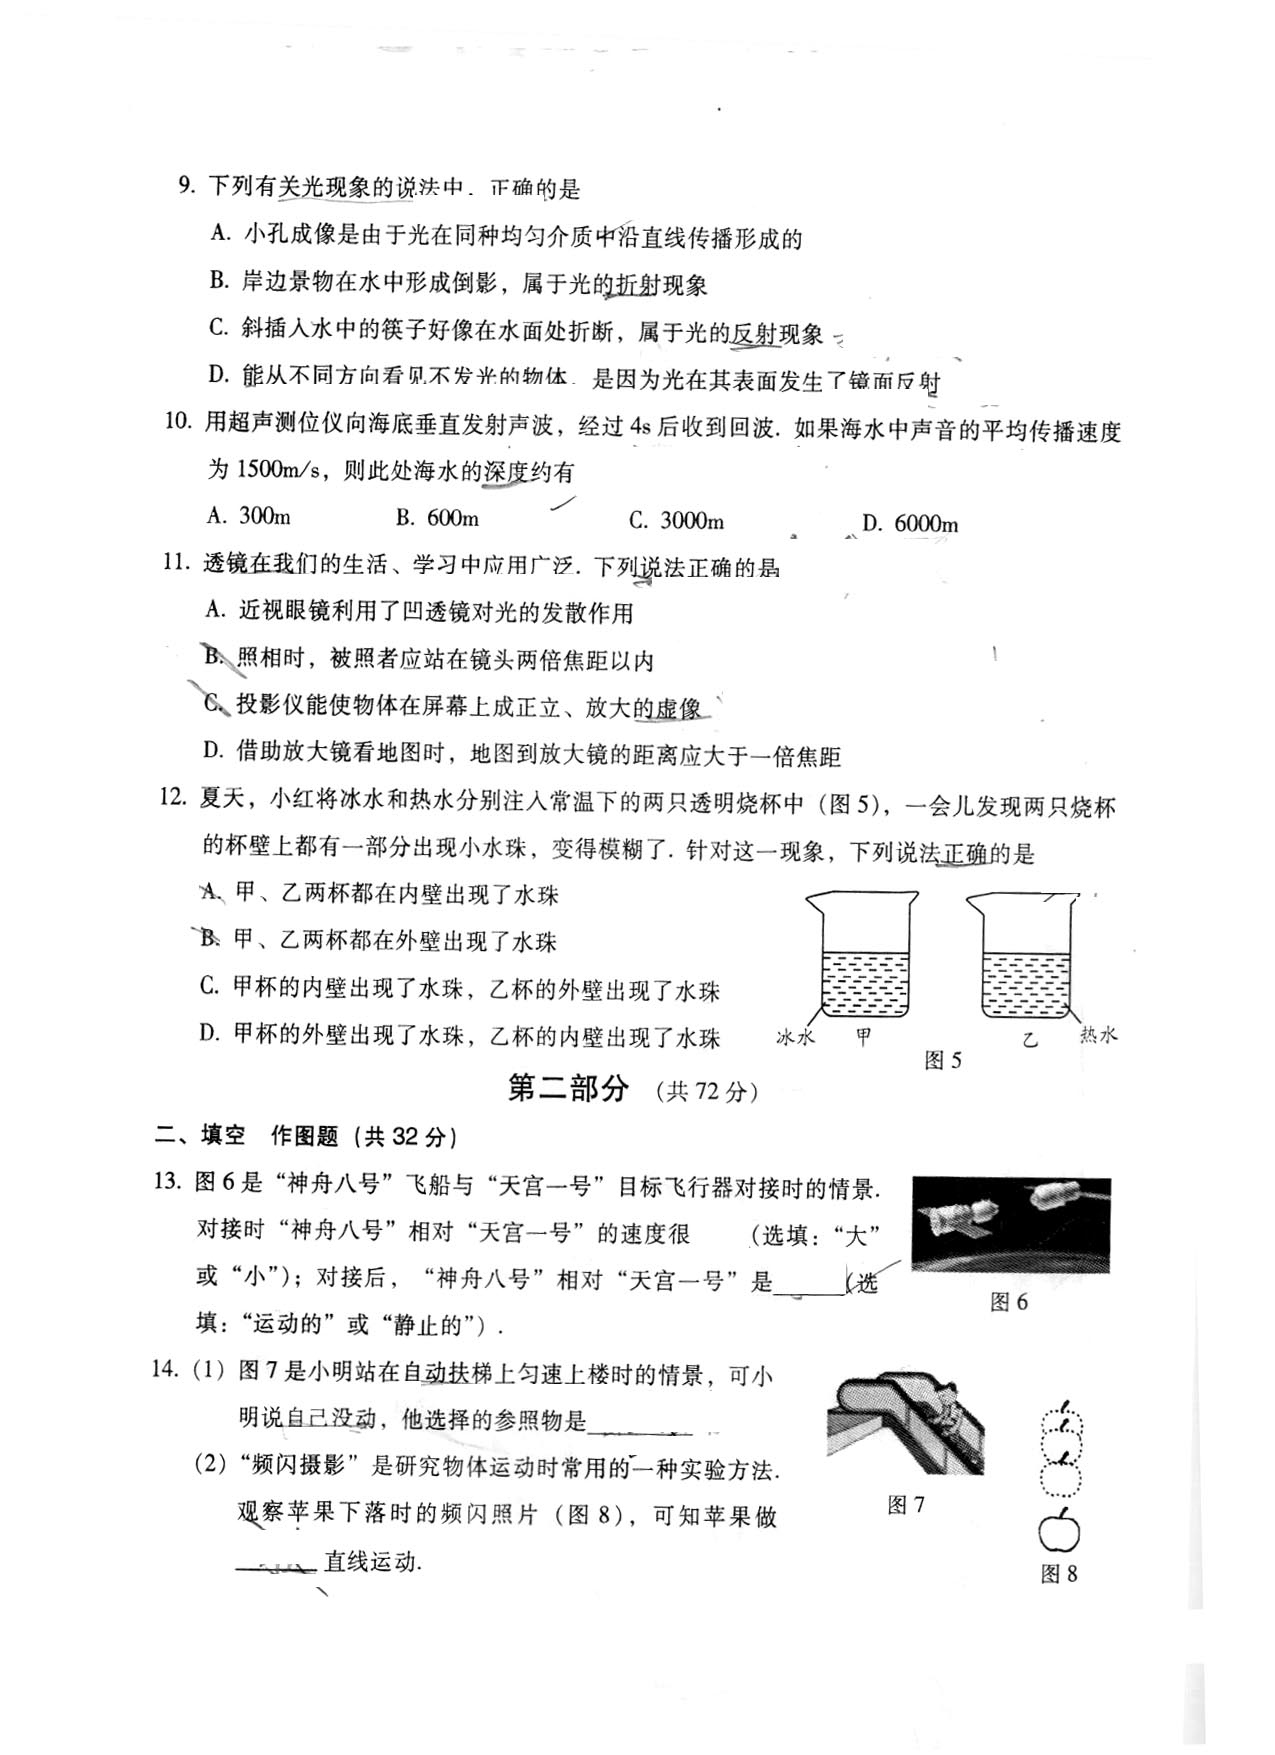 9. 下列有关光现象的说法中．正确的是
A. 小孔成像是由于光在同种均匀介质中沿直线传播形成的
B. 岸边景物在水中形成倒影，属于光的折射现象
C. 斜插入水中的筷子好像在水面处折断，属于光的反射现象
D. 能从不同方向看见不发光的物体．是因为光在其表面发生了镜面反射
10. 用超声测位仪向海底垂直发射声波，经过 4s 后收到回波. 如果海水中声音的平均传播速度
为 1500m/s，则此处海水的深度约有
A. 300m B. 600m C. 3000m D. 6000m
11. 透镜在我们的生活、学习中应用广泛. 下列说法正确的是
A. 近视眼镜利用了凹透镜对光的发散作用
B. 照相时，被照者应站在镜头两倍焦距以内
C. 投影仪能使物体在屏幕上成正立、放大的虚像
D. 借助放大镜看地图时，地图到放大镜的距离应大于一倍焦距
12. 夏天，小红将冰水和热水分别注入常温下的两只透明烧杯中（图 5），一会儿发现两只烧杯
的杯壁上都有一部分出现小水珠，变得模糊了. 针对这一现象，下列说法正确的是
A. 甲、乙两杯都在内壁出现了水珠
B. 甲、乙两杯都在外壁出现了水珠
C. 甲杯的内壁出现了水珠，乙杯的外壁出现了水珠
D. 甲杯的外壁出现了水珠，乙杯的内壁出现了水珠
冰水 甲 乙 热水
图 5
第二部分 （共 72 分）
二、填空 作图题（共 32 分）
13. 图 6 是“神舟八号”飞船与“天宫一号”目标飞行器对接时的情景.
对接时“神舟八号”相对“天宫一号”的速度很 （选填：“大”
或“小”）；对接后，“神舟八号”相对“天宫一号”是______（选
填：“运动的”或“静止的”）.
图 6
14.（1）图 7 是小明站在自动扶梯上匀速上楼时的情景，可小
明说自己没动，他选择的参照物是________
（2）“频闪摄影”是研究物体运动时常用的一种实验方法.
观察苹果下落时的频闪照片（图 8），可知苹果做
______ 直线运动.
图 7
图 8